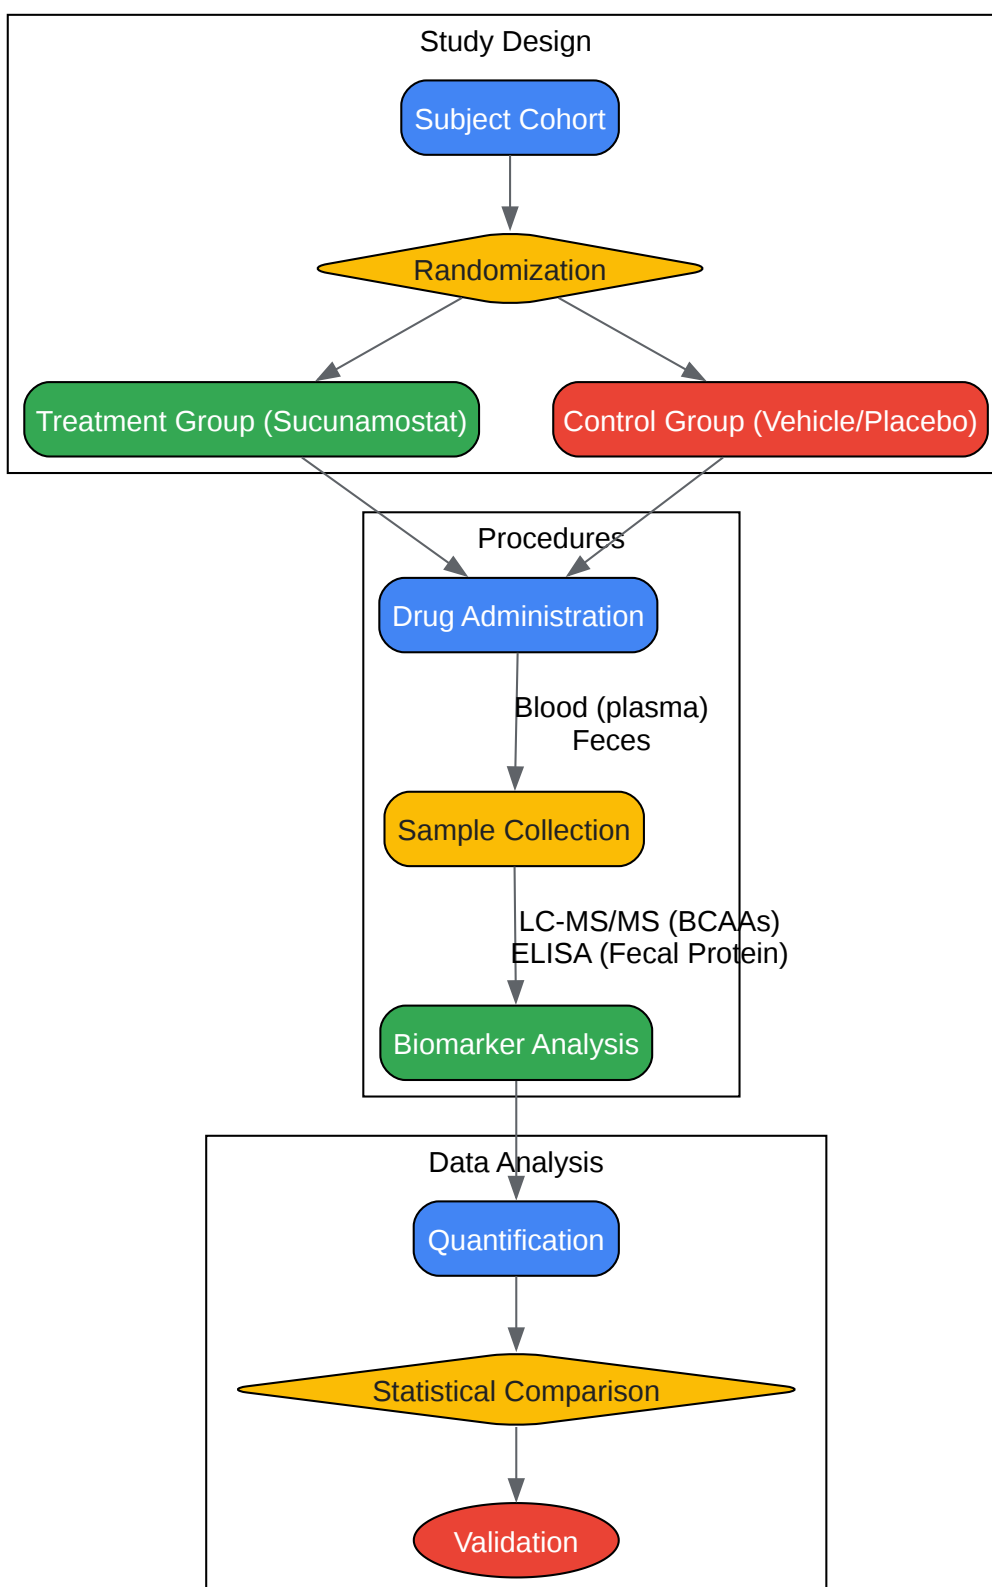 Study Design
Subject Cohort
Randomization
Treatment Group (Sucunamostat)
Control Group (Vehicle/Placebo)
Procedures
Drug Administration
Blood (plasma)
Feces
Sample Collection
LC-MS/MS (BCAAs)
ELISA (Fecal Protein)
Biomarker Analysis
Data Analysis
Quantification
Statistical Comparison
Validation